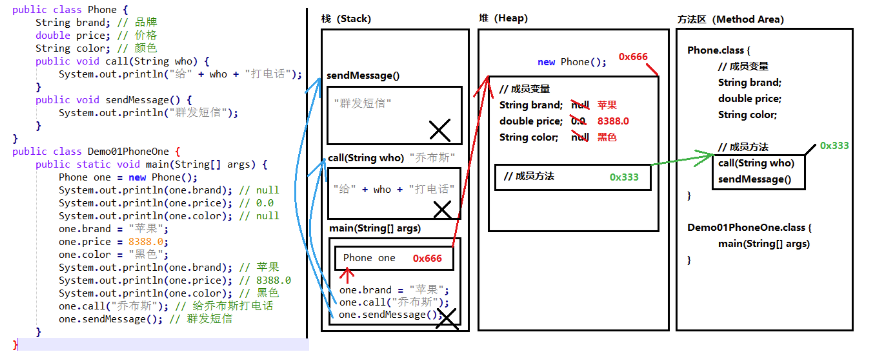 public class Phone {
String brand; // 品牌
double price; // 价格
String color; // 颜色
public void call(String who) {
System.out.println("给" + who + "打电话");
}
public void sendMessage() {
System.out.println("群发短信");
}
}
public class Demo01PhoneOne {
public static void main(String[] args) {
Phone one = new Phone();
System.out.println(one.brand); // null
System.out.println(one.price); // 0.0
System.out.println(one.color); // null
one.brand = "苹果";
one.price = 8388.0;
one.color = "黑色";
System.out.println(one.brand); // 苹果
System.out.println(one.price); // 8388.0
System.out.println(one.color); // 黑色
one.call("乔布斯"); // 给乔布斯打电话
one.sendMessage(); // 群发短信
}
}
栈（Stack）
sendMessage()
"群发短信"
call(String who) "乔布斯"
"给" + who + "打电话"
main(String[] args)
Phone one 0x666
one.brand = "苹果";
one.call("乔布斯");
one.sendMessage();
堆（Heap）
new Phone(); 0x666
// 成员变量
String brand; null 苹果
double price; 0.0 8388.0
String color; null 黑色
// 成员方法 0x333
方法区（Method Area）
Phone.class {
// 成员变量
String brand;
double price;
String color;
// 成员方法 0x333
call(String who)
sendMessage()
}
Demo01PhoneOne.class {
main(String[] args)
}